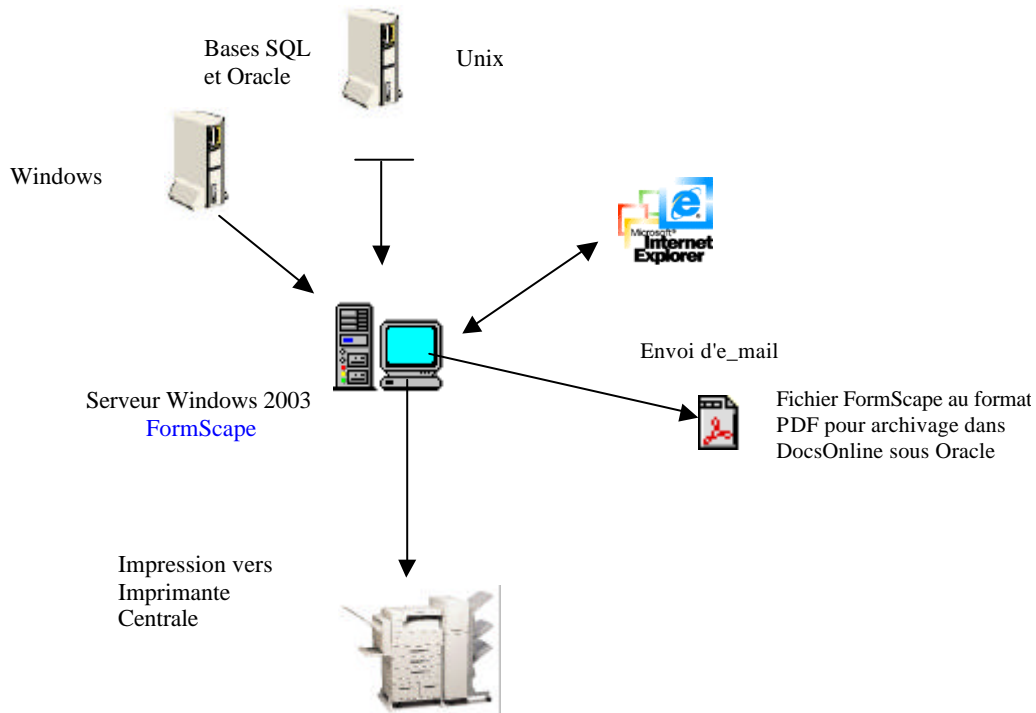 Bases SQL
et Oracle
Unix
Windows
Microsoft®
Internet
Explorer
Envoi d'e_mail
Serveur Windows 2003
FormScape
Fichier FormScape au format
PDF pour archivage dans
DocsOnline sous Oracle
Impression vers
Imprimante
Centrale